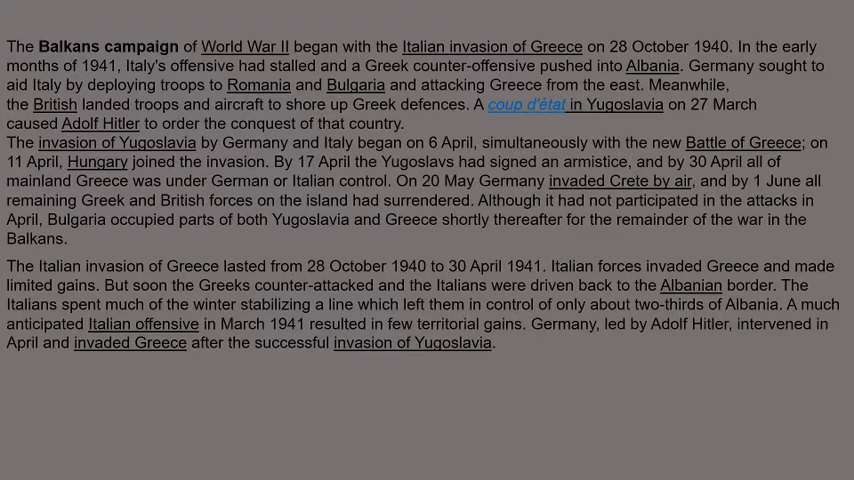 The Balkans campaign of World War II began with the Italian invasion of Greece on 28 October 1940. In the early
months of 1941, Italy's offensive had stalled and a Greek counter-offensive pushed into Albania. Germany sought to
aid Italy by deploying troops to Romania and Bulgaria and attacking Greece from the east. Meanwhile,
the British landed troops and aircraft to shore up Greek defences. A coup d'état in Yugoslavia on 27 March
caused Adolf Hitler to order the conquest of that country.
The invasion of Yugoslavia by Germany and Italy began on 6 April, simultaneously with the new Battle of Greece; on
11 April, Hungary joined the invasion. By 17 April the Yugoslavs had signed an armistice, and by 30 April all of
mainland Greece was under German or Italian control. On 20 May Germany invaded Crete by air, and by 1 June all
remaining Greek and British forces on the island had surrendered. Although it had not participated in the attacks in
April, Bulgaria occupied parts of both Yugoslavia and Greece shortly thereafter for the remainder of the war in the
Balkans.
The Italian invasion of Greece lasted from 28 October 1940 to 30 April 1941. Italian forces invaded Greece and made
limited gains. But soon the Greeks counter-attacked and the Italians were driven back to the Albanian border. The
Italians spent much of the winter stabilizing a line which left them in control of only about two-thirds of Albania. A much
anticipated Italian offensive in March 1941 resulted in few territorial gains. Germany, led by Adolf Hitler, intervened in
April and invaded Greece after the successful invasion of Yugoslavia.